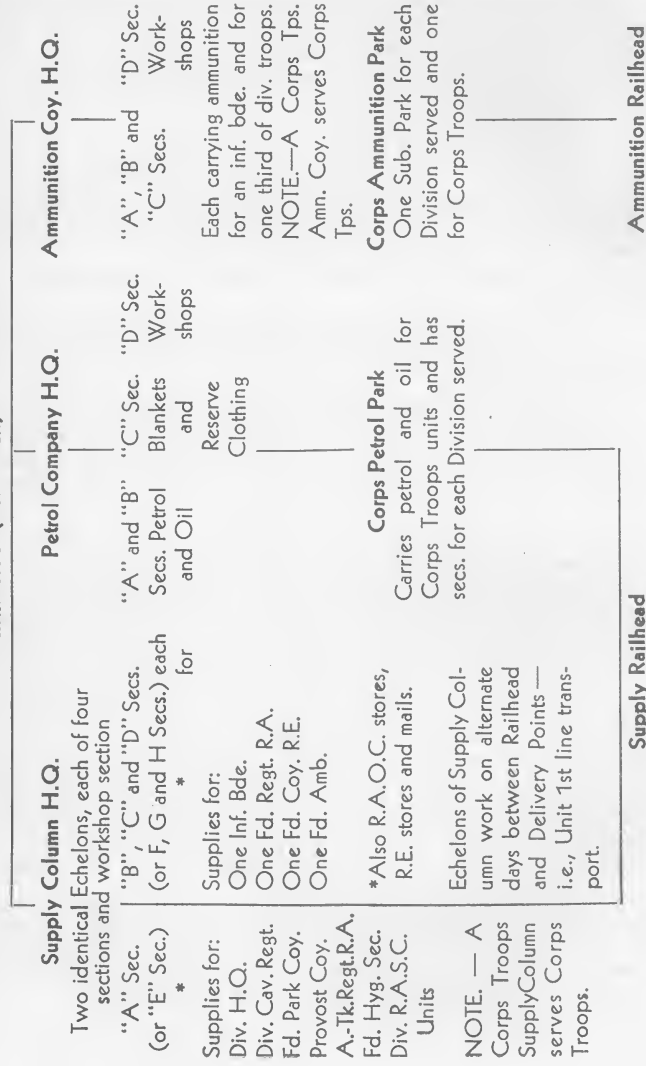 Supply Column H.Q.
Two identical Echelons, each of four
sections and workshop section
"A" Sec.
(or "E" Sec.)
*
Supplies for:
Div. H.Q.
Div. Cav. Regt.
Fd. Park Coy.
Provost Coy.
A.-Tk.Regt.R.A.
Fd. Hyg. Sec.
Div. R.A.S.C.
Units
NOTE. — A
Corps Troops
SupplyColumn
serves Corps
Troops.
"B", "C" and "D" Secs.
(or F, G and H Secs.) each
for
*
Supplies for:
One Inf. Bde.
One Fd. Regt. R.A.
One Fd. Coy. R.E.
One Fd. Amb.
*Also R.A.O.C. stores,
R.E. stores and mails.
Echelons of Supply Col-
umn work on alternate
days between Railhead
and Delivery Points—
i.e., Unit 1st line trans-
port.
Petrol Company H.Q.
"A" and "B"
Secs. Petrol
and Oil
"C" Sec.
Blankets
and
Reserve
Clothing
"D" Sec.
Work-
shops
Corps Petrol Park
Carries petrol and oil for
Corps Troops units and has
secs. for each Division served.
Supply Railhead
Ammunition Coy. H.Q.
"A", "B" and
"C" Secs.
"D" Sec.
Work-
shops
Each carrying ammunition
for an inf. bde. and for
one third of div. troops.
NOTE.—A Corps Tps.
Amn. Coy. serves Corps
Tps.
Corps Ammunition Park
One Sub. Park for each
Division served and one
for Corps Troops.
Ammunition Railhead